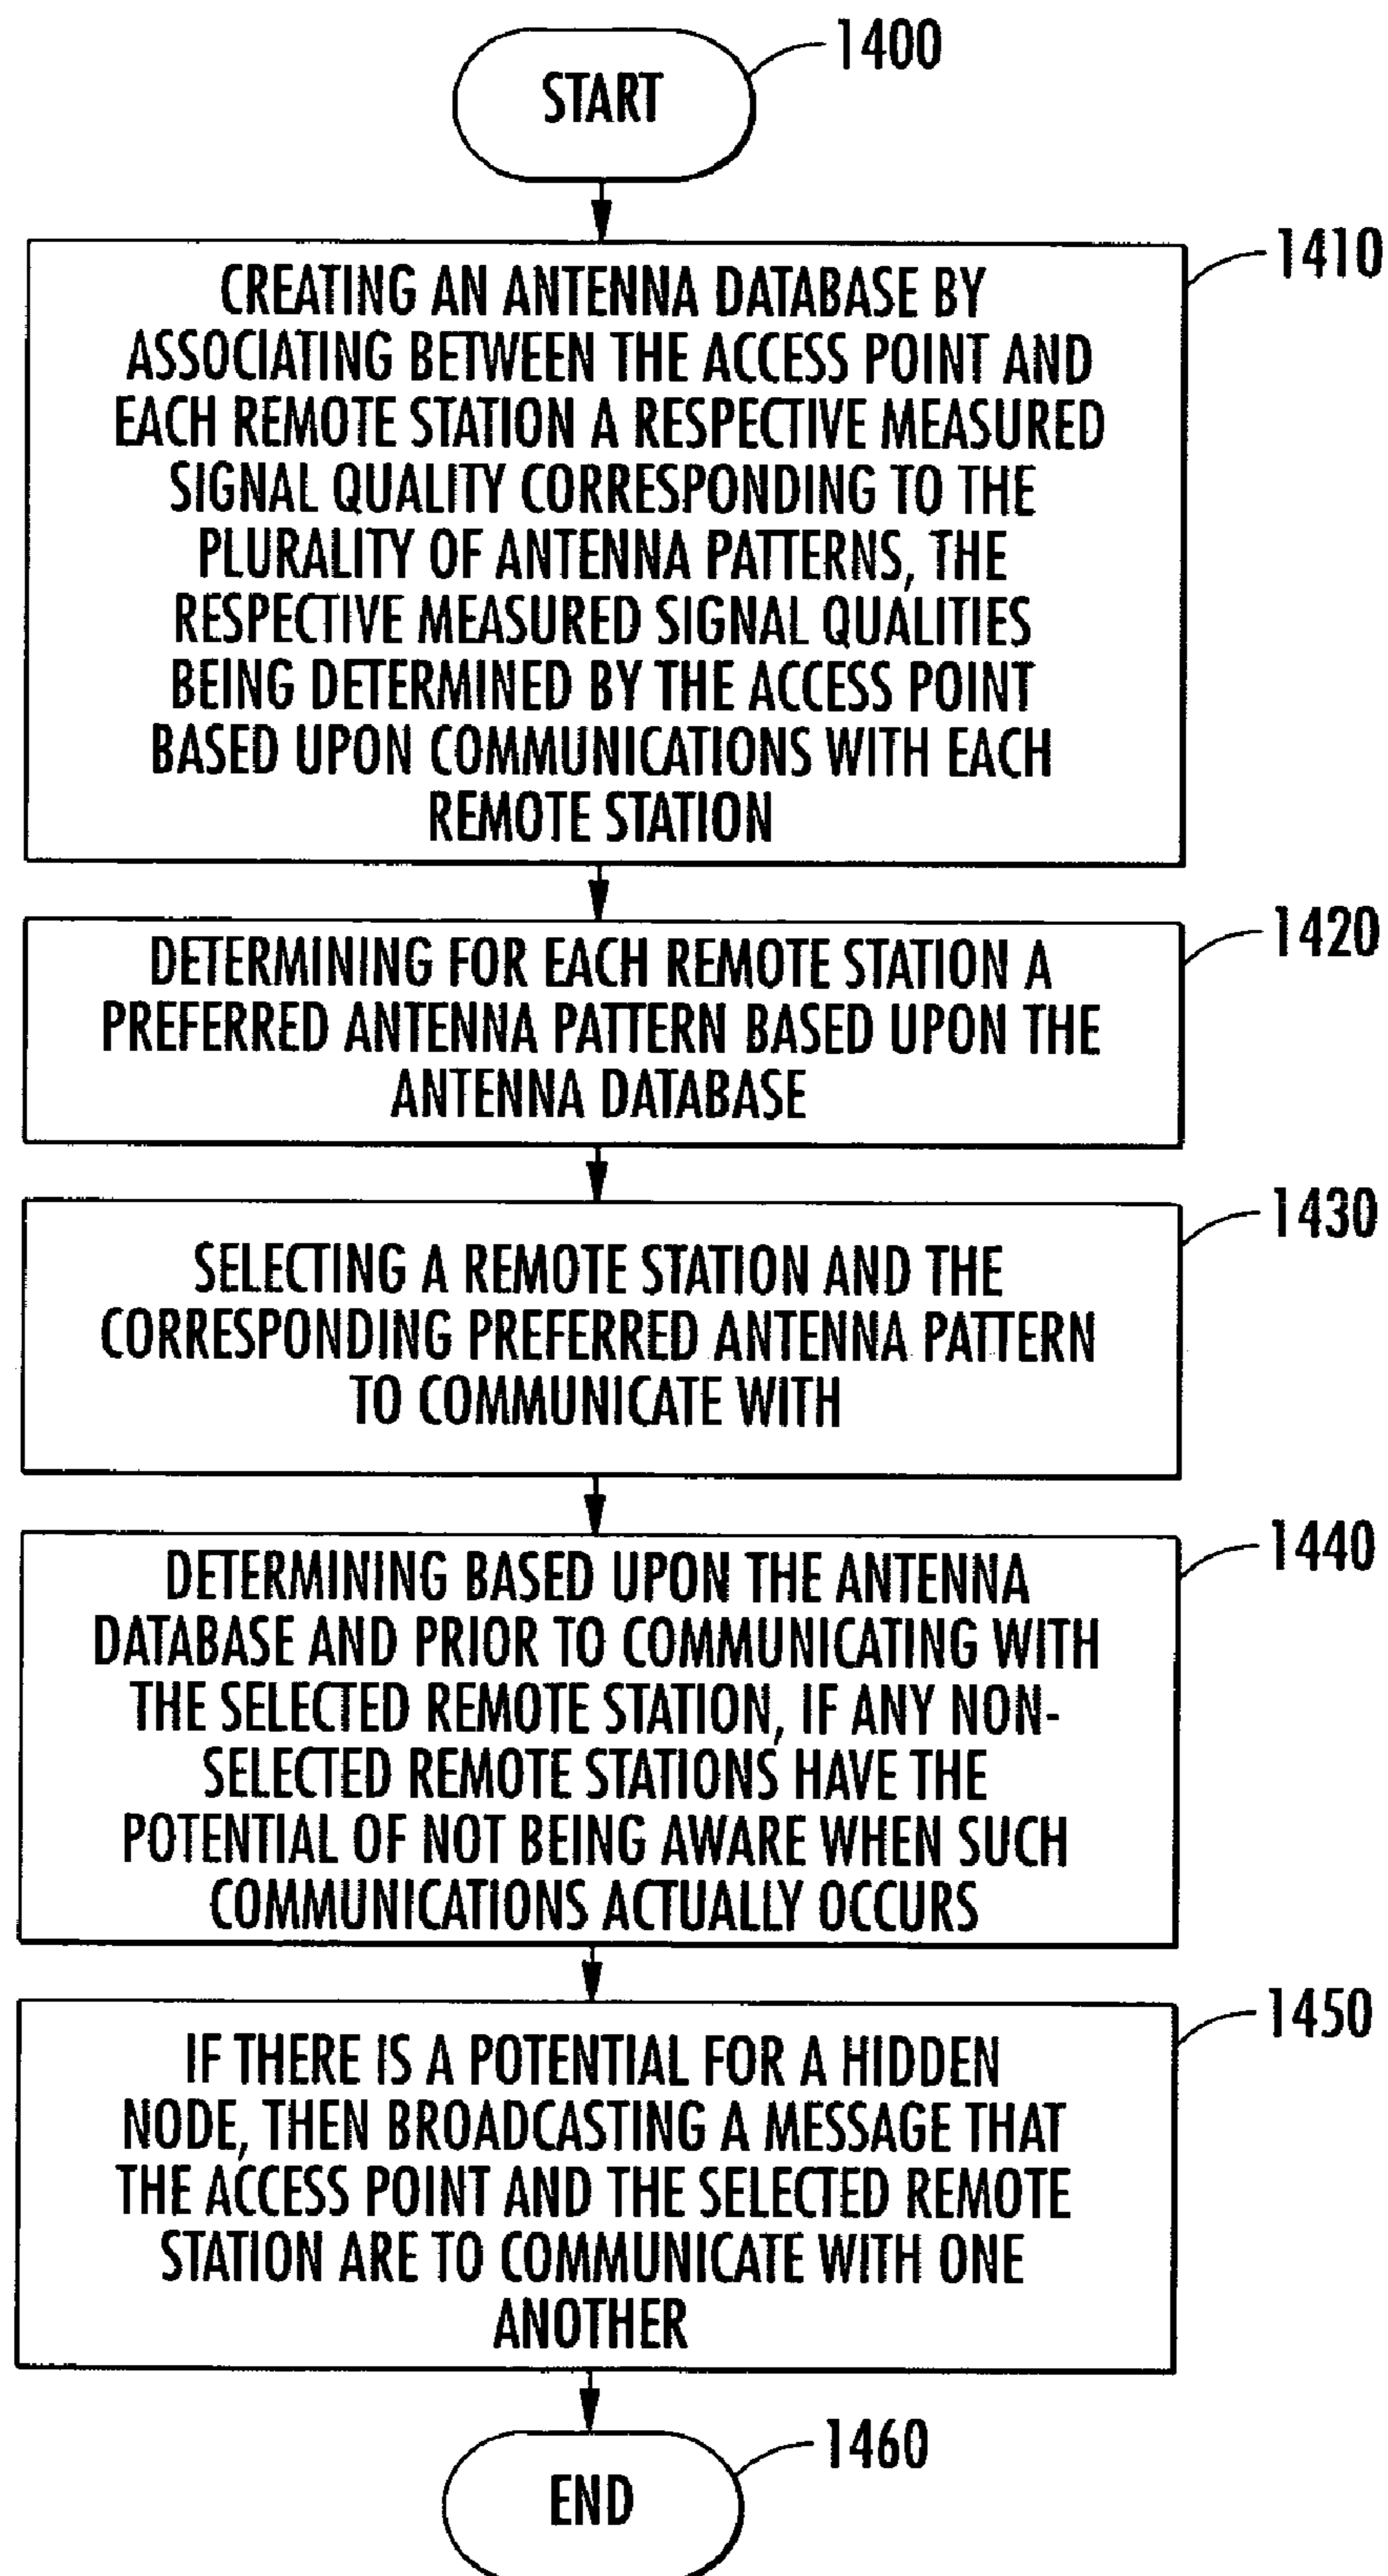 START
1400
CREATING AN ANTENNA DATABASE BY
ASSOCIATING BETWEEN THE ACCESS POINT AND
EACH REMOTE STATION A RESPECTIVE MEASURED
SIGNAL QUALITY CORRESPONDING TO THE
PLURALITY OF ANTENNA PATTERNS, THE
RESPECTIVE MEASURED SIGNAL QUALITIES
BEING DETERMINED BY THE ACCESS POINT
BASED UPON COMMUNICATIONS WITH EACH
REMOTE STATION
1410
DETERMINING FOR EACH REMOTE STATION A
PREFERRED ANTENNA PATTERN BASED UPON THE
ANTENNA DATABASE
1420
SELECTING A REMOTE STATION AND THE
CORRESPONDING PREFERRED ANTENNA PATTERN
TO COMMUNICATE WITH
1430
DETERMINING BASED UPON THE ANTENNA
DATABASE AND PRIOR TO COMMUNICATING WITH
THE SELECTED REMOTE STATION, IF ANY NON-
SELECTED REMOTE STATIONS HAVE THE
POTENTIAL OF NOT BEING AWARE WHEN SUCH
COMMUNICATIONS ACTUALLY OCCURS
1440
IF THERE IS A POTENTIAL FOR A HIDDEN
NODE, THEN BROADCASTING A MESSAGE THAT
THE ACCESS POINT AND THE SELECTED REMOTE
STATION ARE TO COMMUNICATE WITH ONE
ANOTHER
1450
END
1460